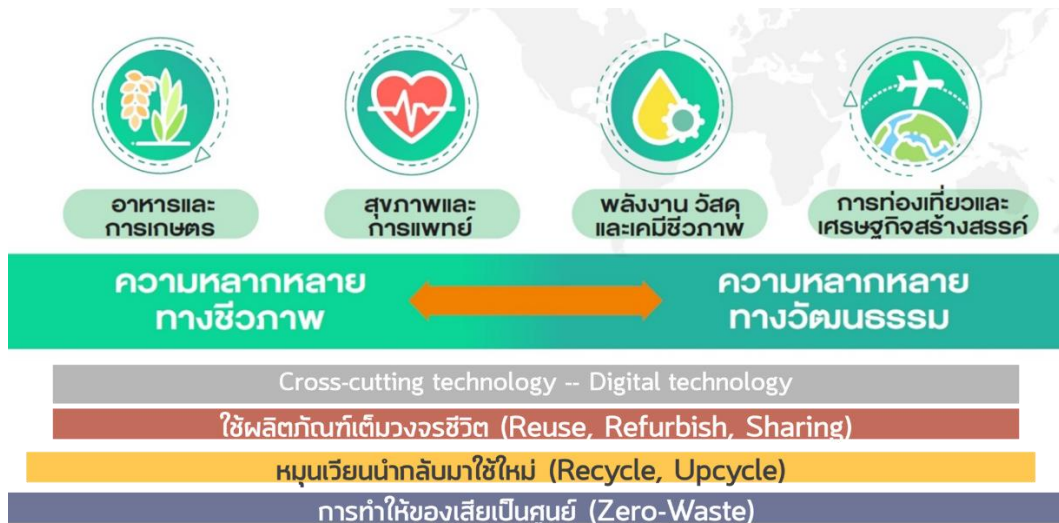 อาหารและ
การเกษตร
สุขภาพและ
การแพทย์
พลังงาน วัสดุ
และเคมีชีวภาพ
การท่องเที่ยวและ
เศรษฐกิจสร้างสรรค์
ความหลากหลาย
ทางชีวภาพ
ความหลากหลาย
ทางวัฒนธรรม
Cross-cutting technology -- Digital technology
ใช้ผลิตภัณฑ์เต็มวงจรชีวิต (Reuse, Refurbish, Sharing)
หมุนเวียนนำกลับมาใช้ใหม่ (Recycle, Upcycle)
การทำให้ของเสียเป็นศูนย์ (Zero-Waste)